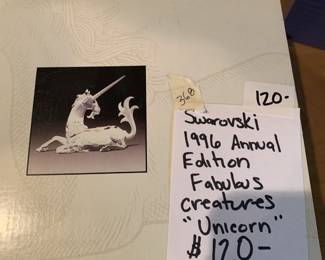 368
120-
Swarovski
1996 Annual
Edition
Fabulous
Creatures
"Unicorn"
$120-